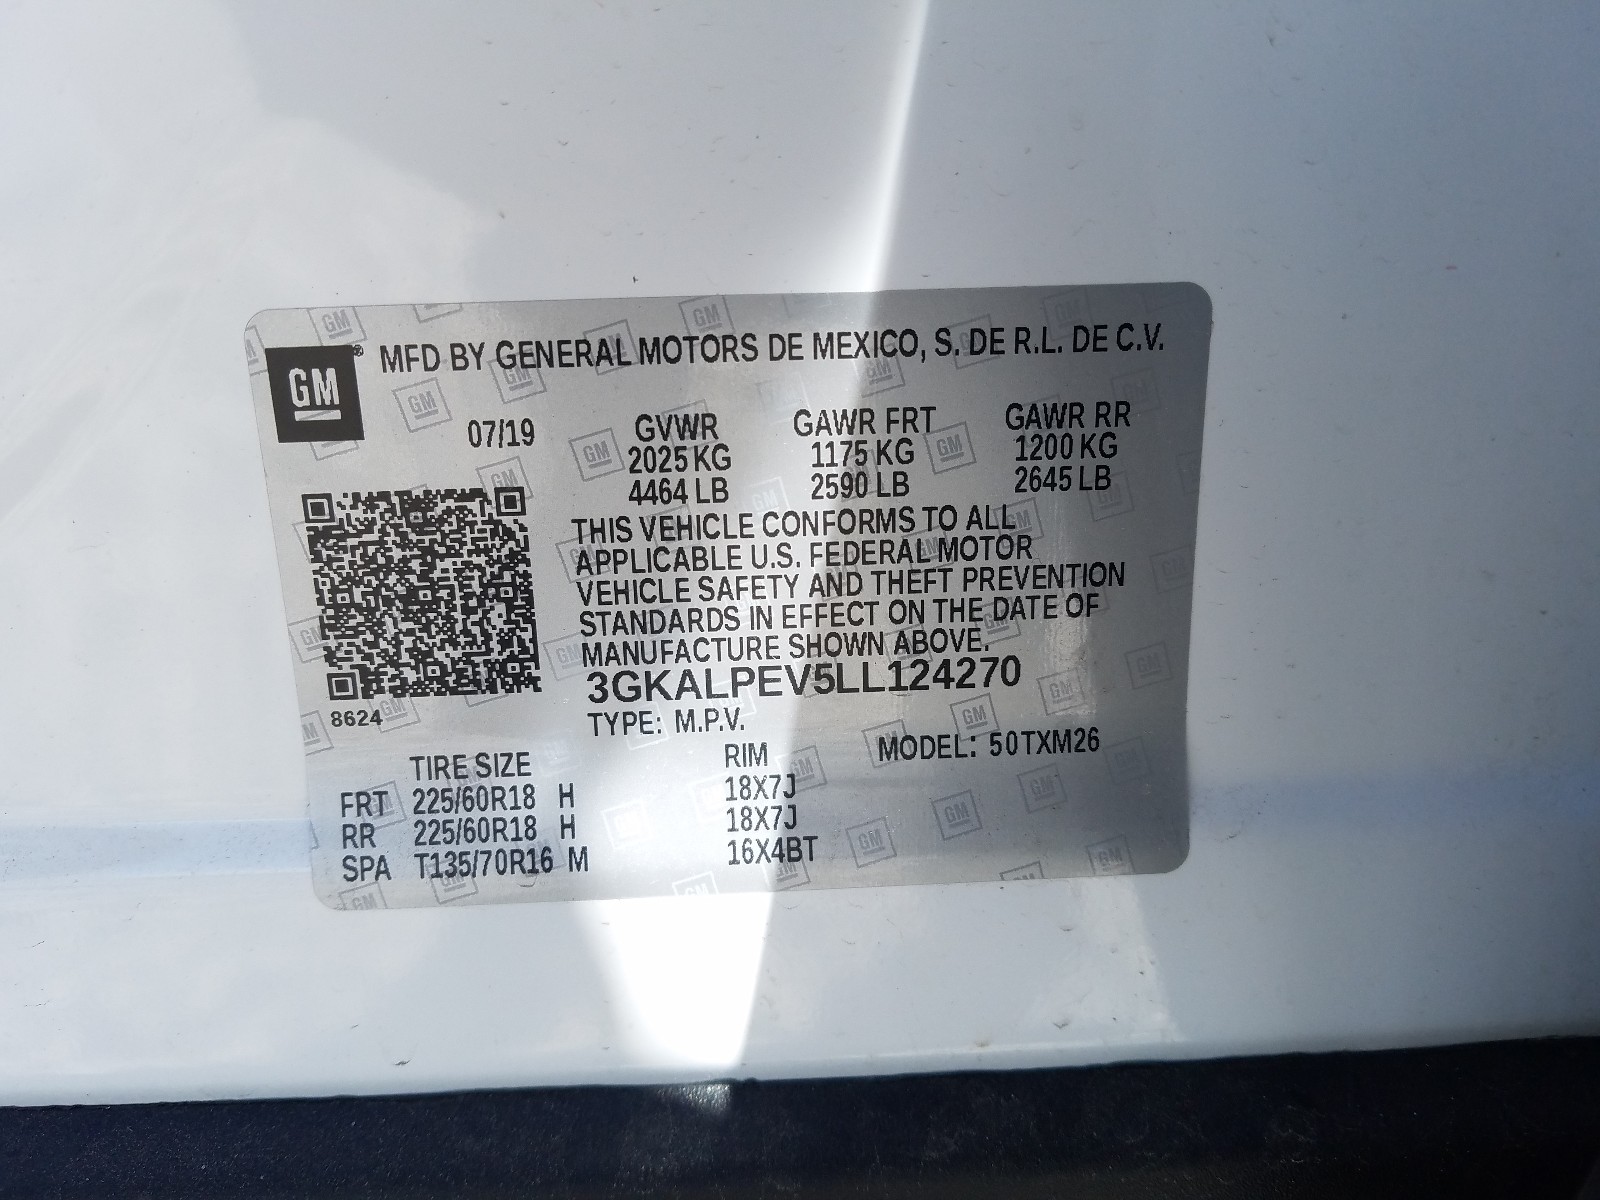 GM® MFD BY GENERAL MOTORS DE MEXICO, S. DE R.L. DE C.V.
07/19 GVWR GAWR FRT GAWR RR
2025 KG 1175 KG 1200 KG
4464 LB 2590 LB 2645 LB
THIS VEHICLE CONFORMS TO ALL
APPLICABLE U.S. FEDERAL MOTOR
VEHICLE SAFETY AND THEFT PREVENTION
STANDARDS IN EFFECT ON THE DATE OF
MANUFACTURE SHOWN ABOVE.
3GKALPEV5LL124270
8624 TYPE: M.P.V.
TIRE SIZE RIM MODEL: 50TXM26
FRT 225/60R18 H 18X7J
RR 225/60R18 H 18X7J
SPA T135/70R16 M 16X4BT